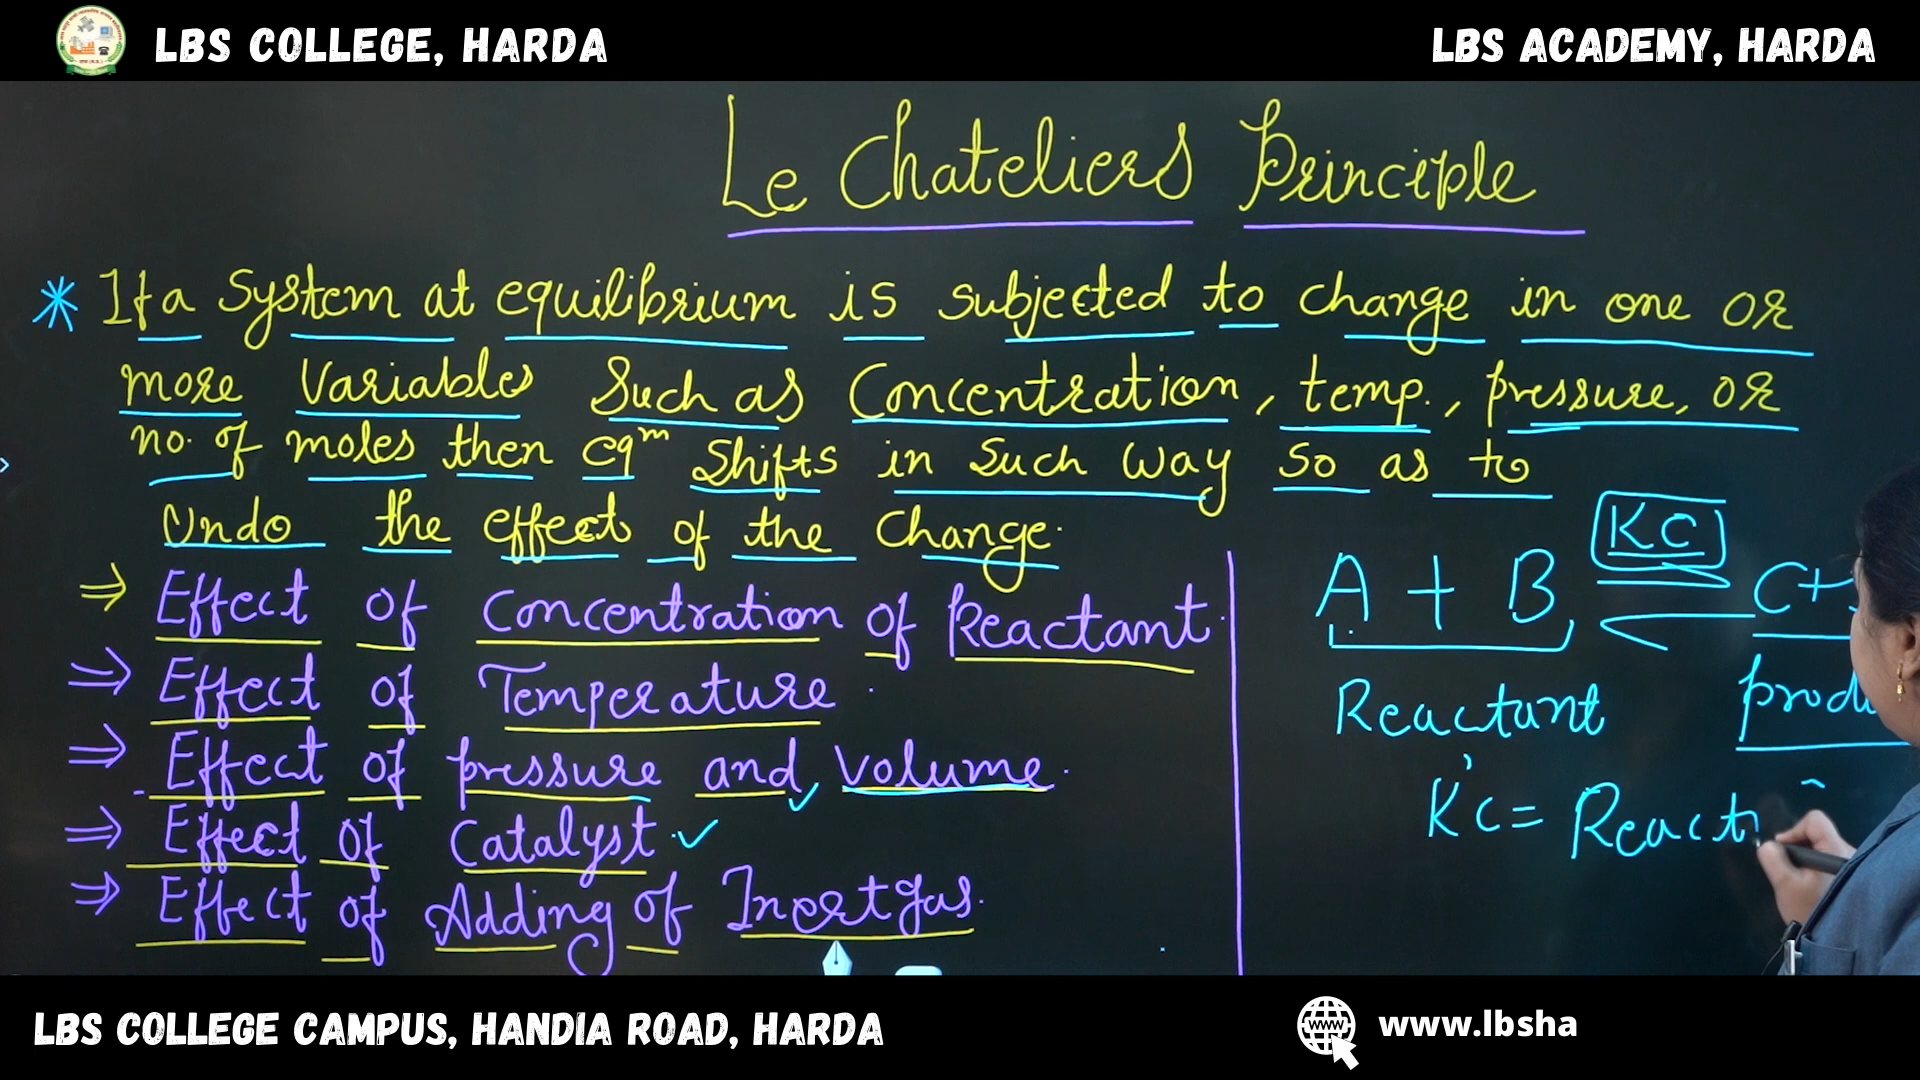 LBS COLLEGE, HARDA
LBS ACADEMY, HARDA
Le Chateliers Principle
If a System at equilibrium is subjected to change in one or
more Variables Such as Concentration, temp., pressure, or
no. of moles then eqᵐ Shifts in Such way so as to
Undo the effect of the Change.
⇒ Effect of Concentration of Reactant.
⇒ Effect of Temperature.
⇒ Effect of pressure and volume.
⇒ Effect of Catalyst
⇒ Effect of Adding of Inert gas.
KC
A + B
C+
Reactant
prod
K'c = React
LBS COLLEGE CAMPUS, HANDIA ROAD, HARDA
www
www.lbsha